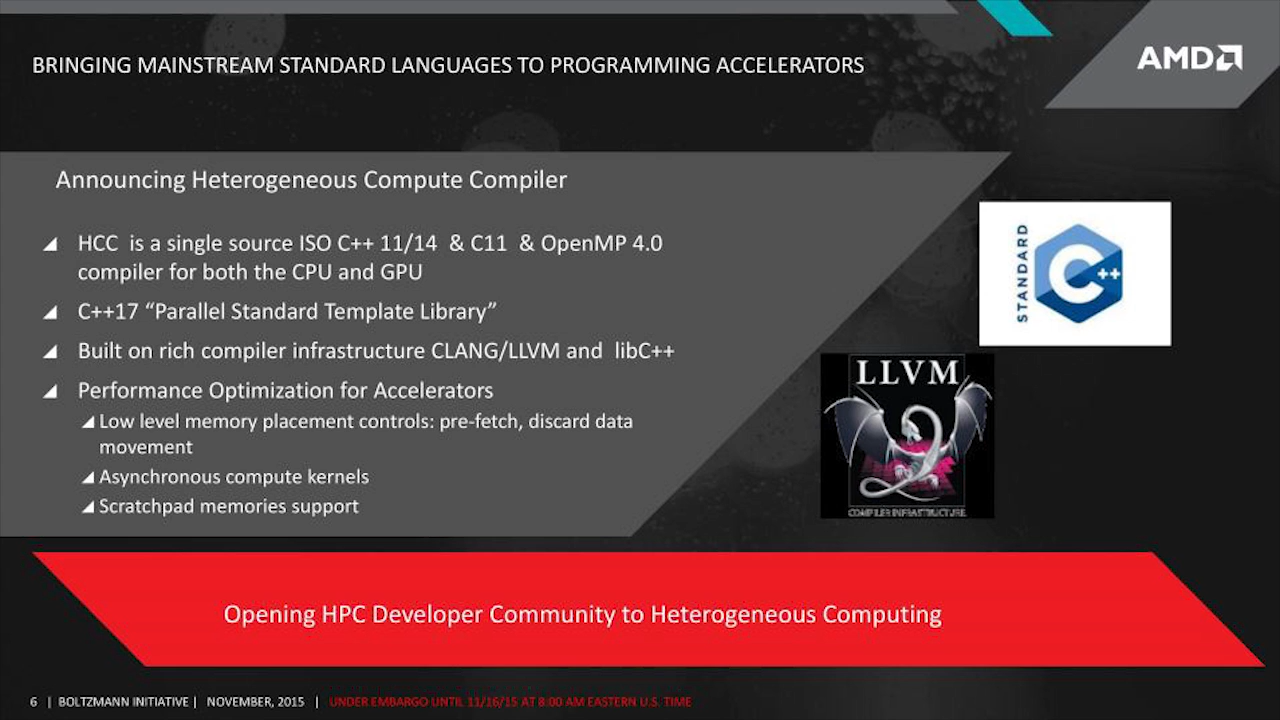 BRINGING MAINSTREAM STANDARD LANGUAGES TO PROGRAMMING ACCELERATORS
AMD
Announcing Heterogeneous Compute Compiler
HCC is a single source ISO C++ 11/14 & C11 & OpenMP 4.0
compiler for both the CPU and GPU
C++17 “Parallel Standard Template Library”
Built on rich compiler infrastructure CLANG/LLVM and libC++
Performance Optimization for Accelerators
Low level memory placement controls: pre-fetch, discard data
movement
Asynchronous compute kernels
Scratchpad memories support
STANDARD
C++
LLVM
COMPILER INFRASTRUCTURE
Opening HPC Developer Community to Heterogeneous Computing
6 | BOLTZMANN INITIATIVE | NOVEMBER, 2015 | UNDER EMBARGO UNTIL 11/16/15 AT 8:00 AM EASTERN U.S. TIME